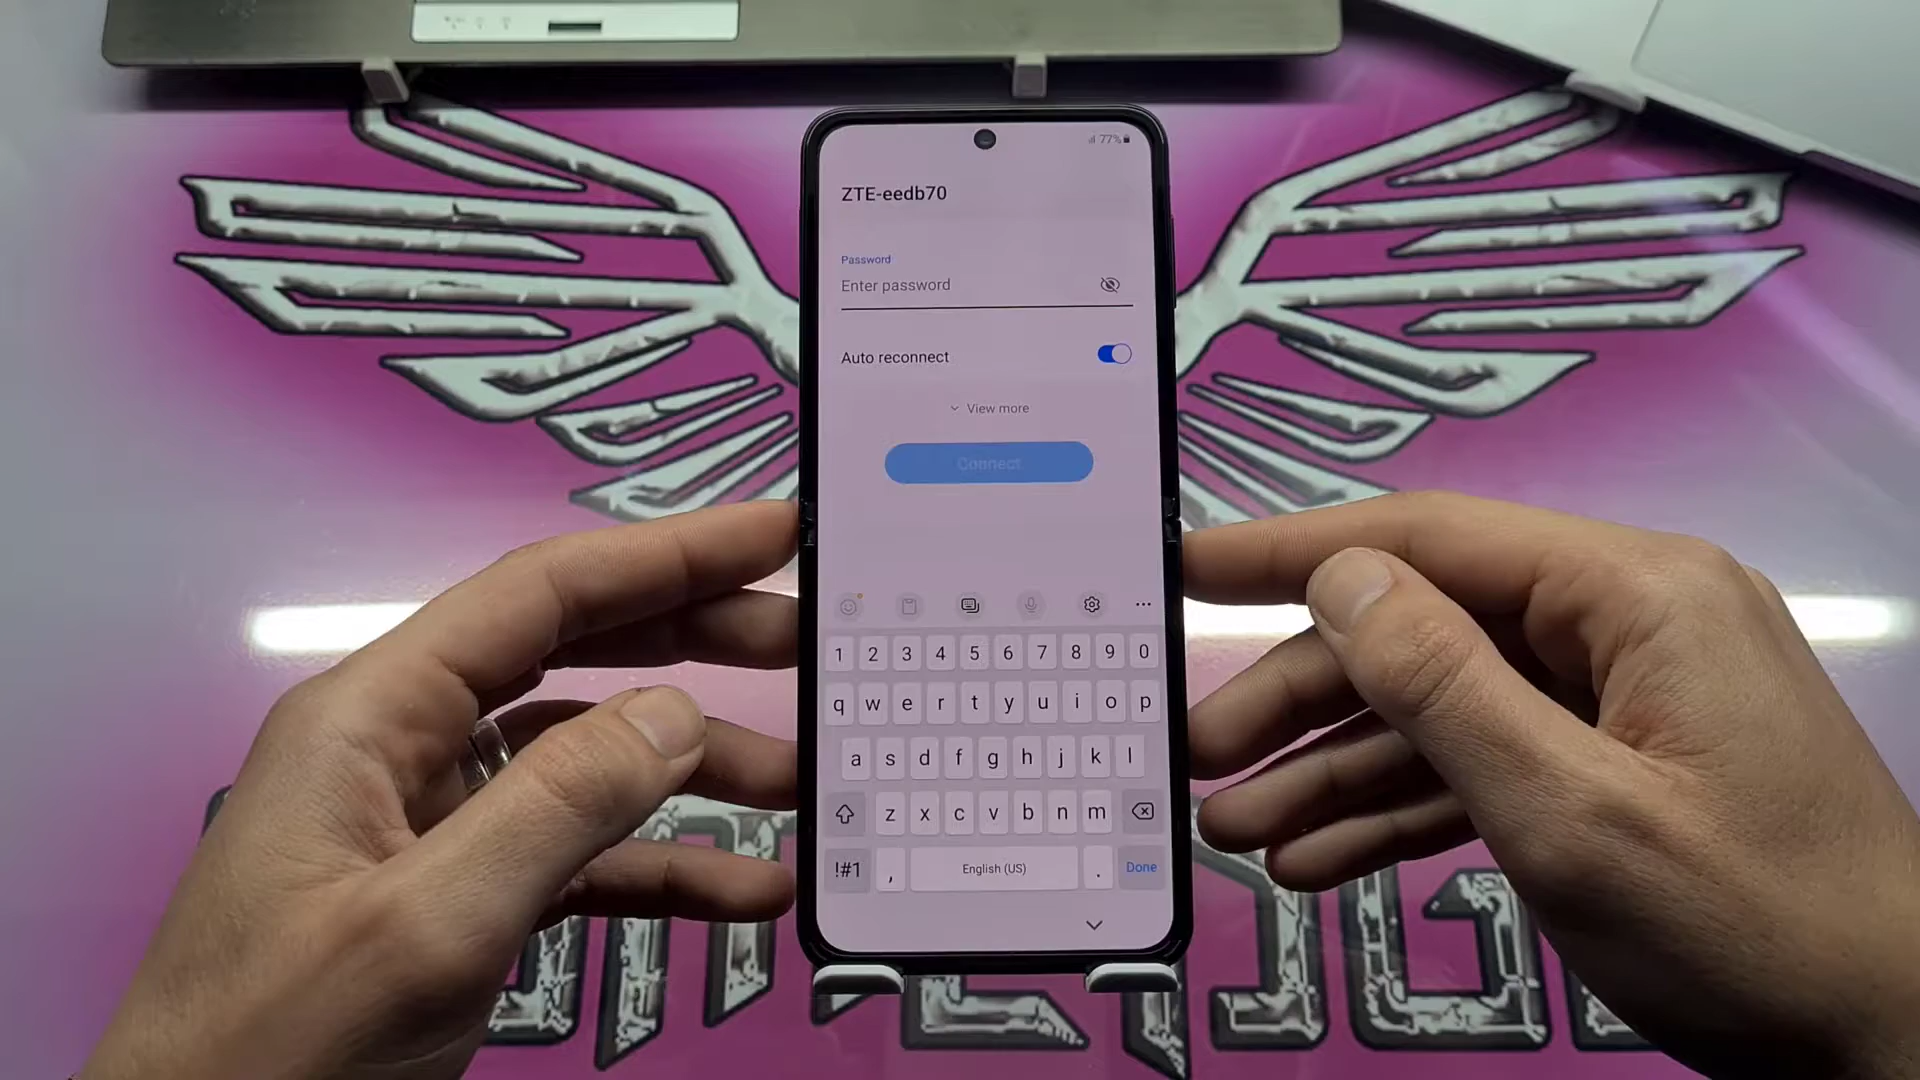 77%
ZTE-eedb70
Password
Enter password
Auto reconnect
View more
Connect
1 2 3 4 5 6 7 8 9 0
q w e r t y u i o p
a s d f g h j k l
z x c v b n m
!#1 , English (US) . Done